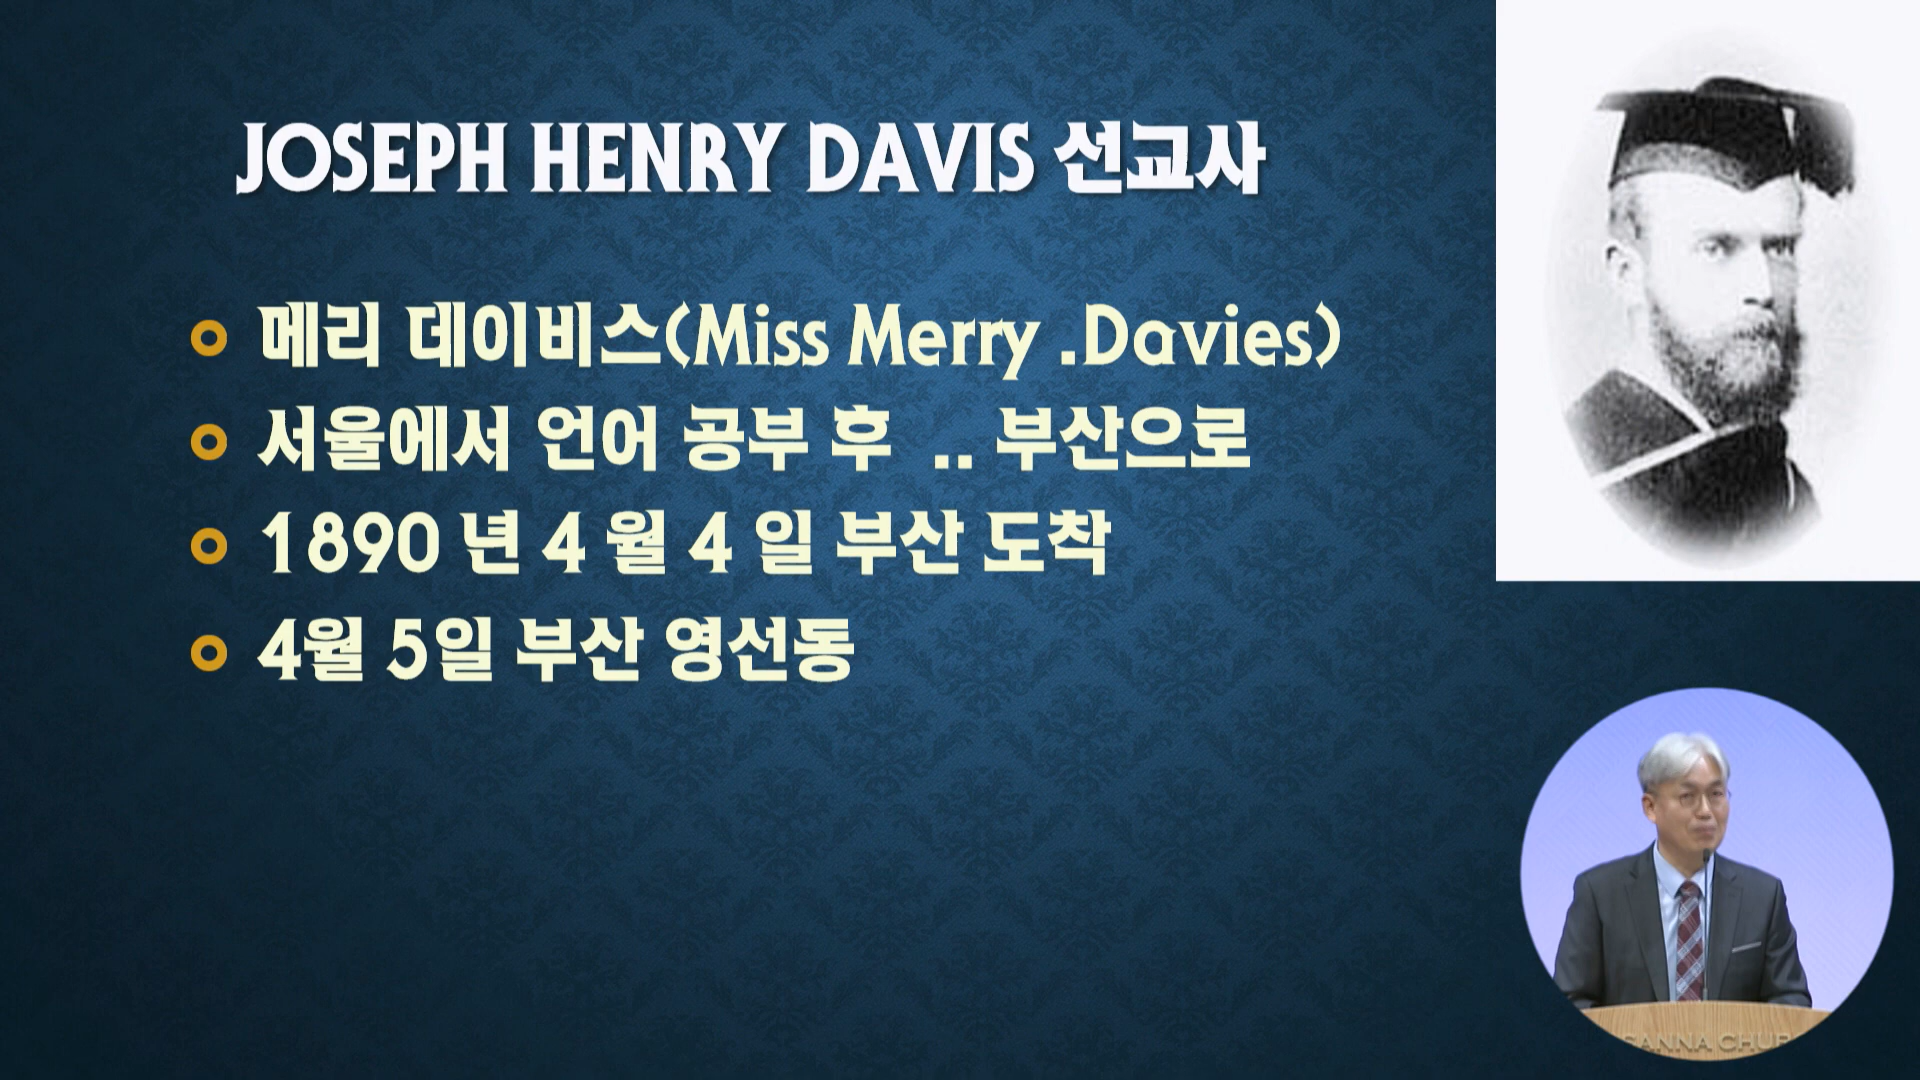 JOSEPH HENRY DAVIS 선교사
메리 데이비스(Miss Merry .Davies)
서울에서 언어 공부 후 .. 부산으로
1890 년 4 월 4 일 부산 도착
4월 5일 부산 영선동